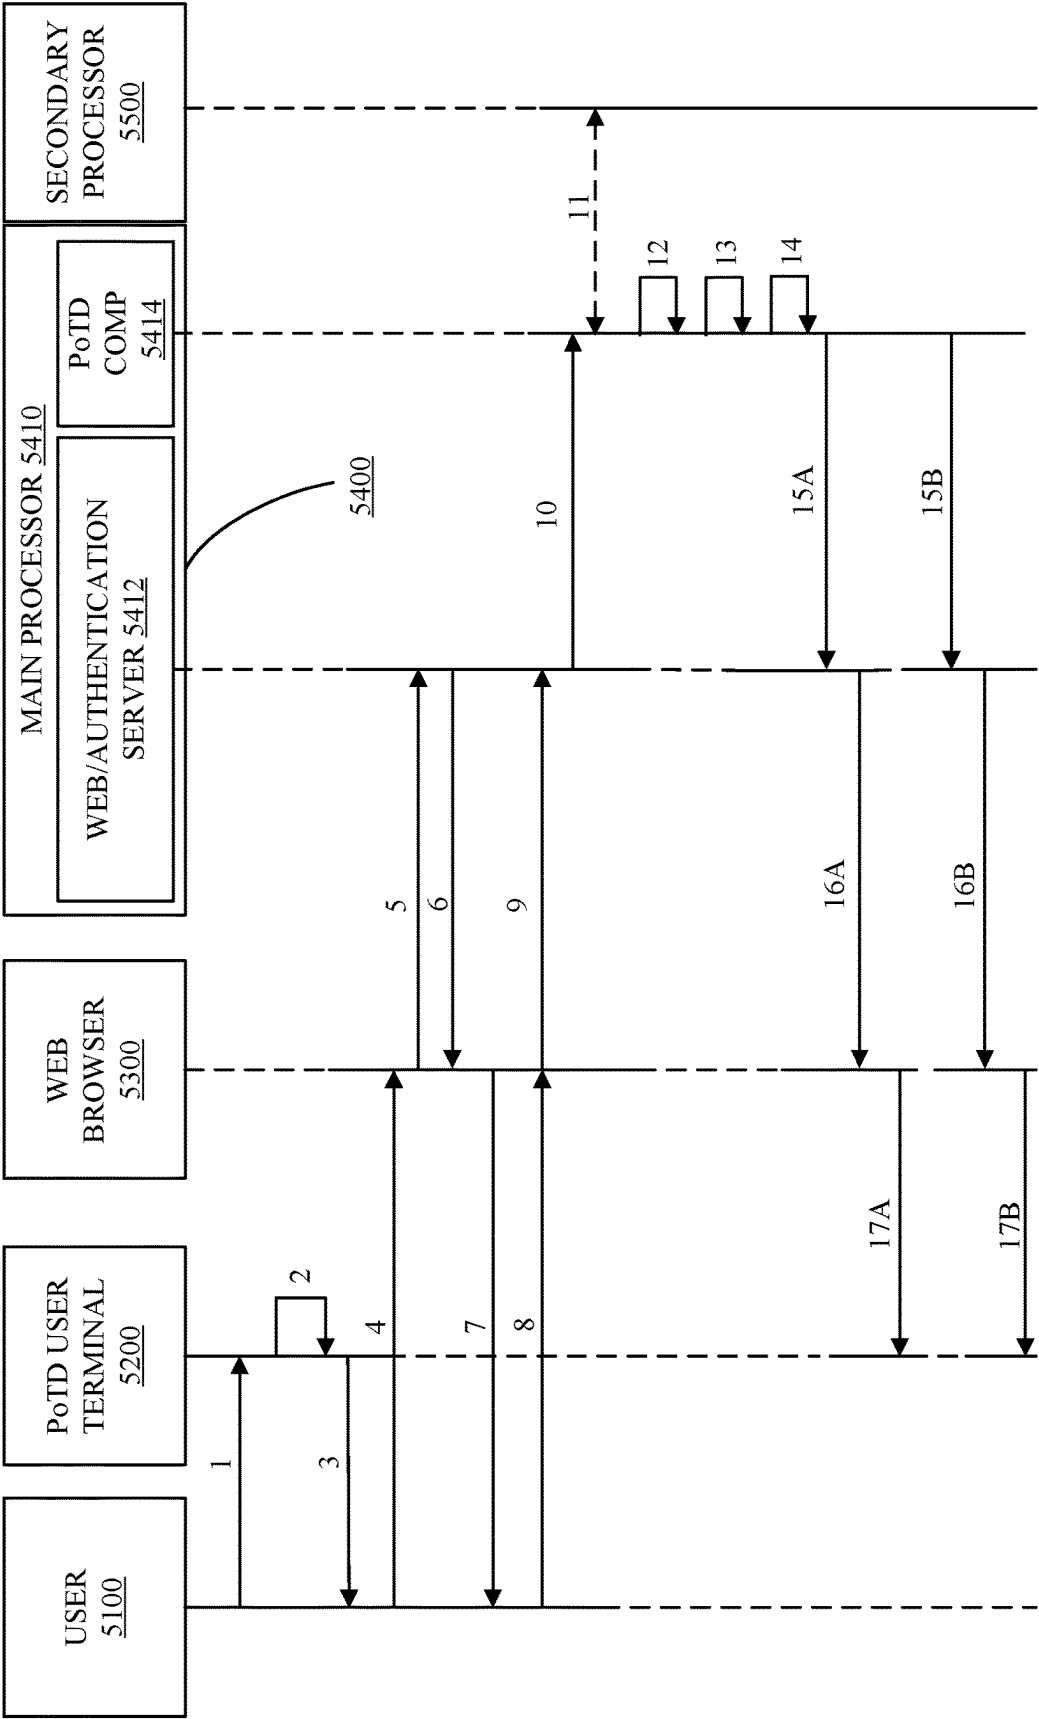 USER
5100
PoTD USER
TERMINAL
5200
WEB
BROWSER
5300
MAIN PROCESSOR 5410
WEB/AUTHENTICATION
SERVER 5412
PoTD
COMP
5414
SECONDARY
PROCESSOR
5500
5400
1
2
3
4
5
6
7
8
9
10
11
12
13
14
15A
16A
17A
15B
16B
17B